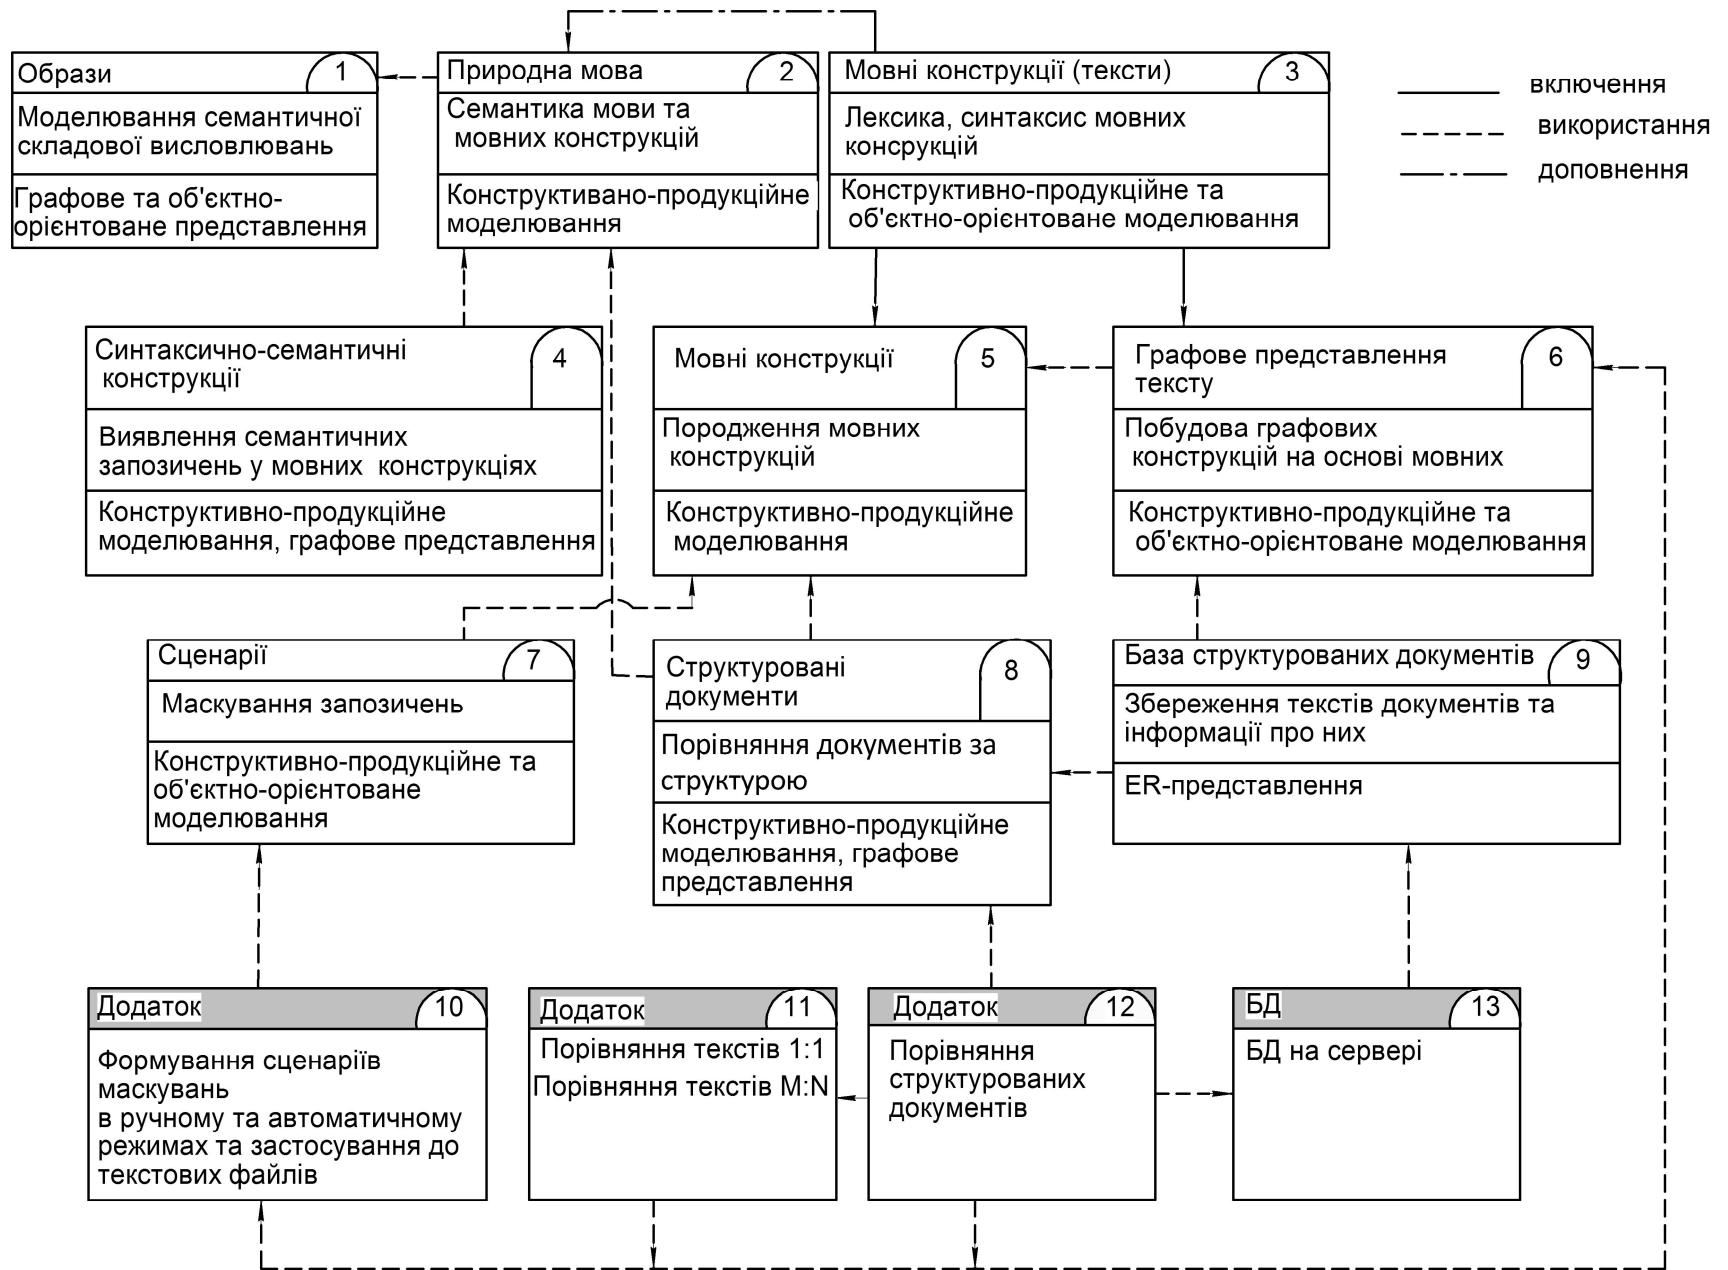 Образи
1
Моделювання семантичної
складової висловлювань
Графове та об'єктно-
орієнтоване представлення
Природна мова
2
Семантика мови та
мовних конструкцій
Конструктивано-продукційне
моделювання
Мовні конструкції (тексти)
3
Лексика, синтаксис мовних
консрукцій
Конструктивно-продукційне та
об'єктно-орієнтоване моделювання
включення
використання
доповнення
Синтаксично-семантичні
конструкції
4
Виявлення семантичних
запозичень у мовних конструкціях
Конструктивно-продукційне
моделювання, графове представлення
Мовні конструкції
5
Породження мовних
конструкцій
Конструктивно-продукційне
моделювання
Графове представлення
тексту
6
Побудова графових
конструкцій на основі мовних
Конструктивно-продукційне та
об'єктно-орієнтоване моделювання
Сценарії
7
Маскування запозичень
Конструктивно-продукційне та
об'єктно-орієнтоване
моделювання
Структуровані
документи
8
Порівняння документів за
структурою
Конструктивно-продукційне
моделювання, графове
представлення
База структурованих документів
9
Збереження текстів документів та
інформації про них
ER-представлення
Додаток
10
Формування сценаріїв
маскувань
в ручному та автоматичному
режимах та застосування до
текстових файлів
Додаток
11
Порівняння текстів 1:1
Порівняння текстів M:N
Додаток
12
Порівняння
структурованих
документів
БД
13
БД на сервері